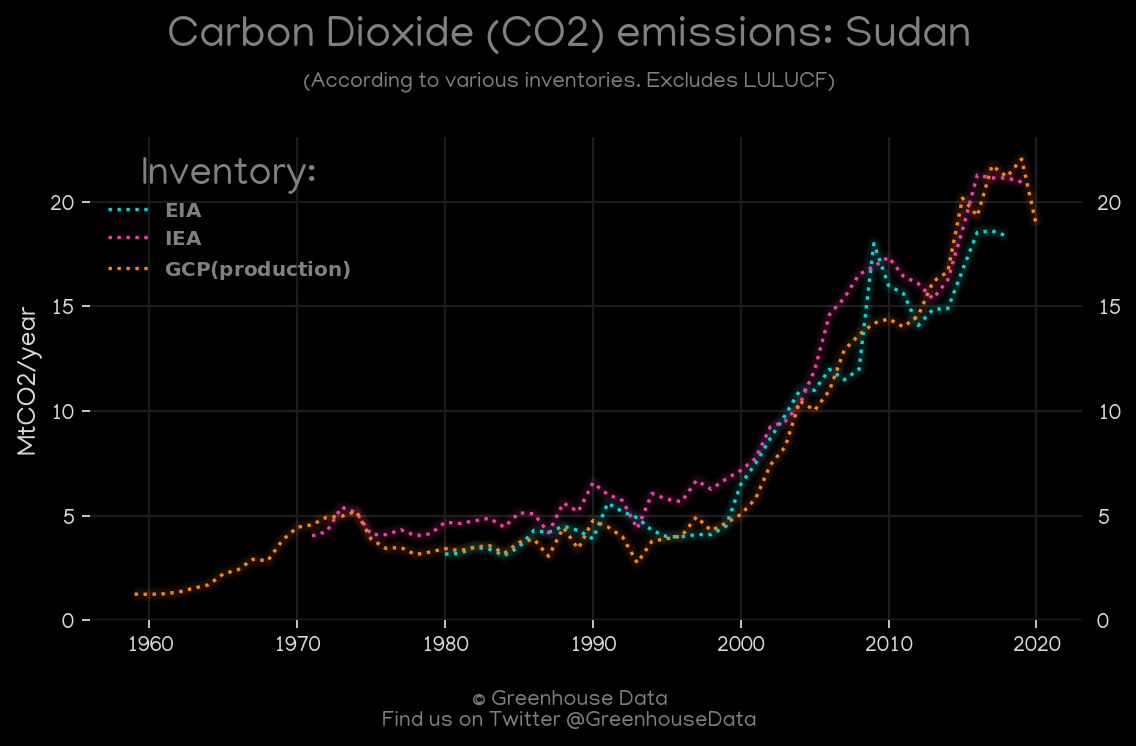 Carbon Dioxide (CO2) emissions: Sudan
(According to various inventories. Excludes LULUCF)
Inventory:
EIA
IEA
GCP(production)
MtCO2/year
20
15
10
5
0
20
15
10
5
0
1960 1970 1980 1990 2000 2010 2020
© Greenhouse Data
Find us on Twitter @GreenhouseData